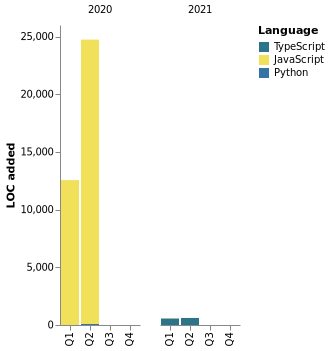 2020
2021
Language
TypeScript
JavaScript
Python
LOC added
25,000
20,000
15,000
10,000
5,000
0
Q1
Q2
Q3
Q4
Q1
Q2
Q3
Q4